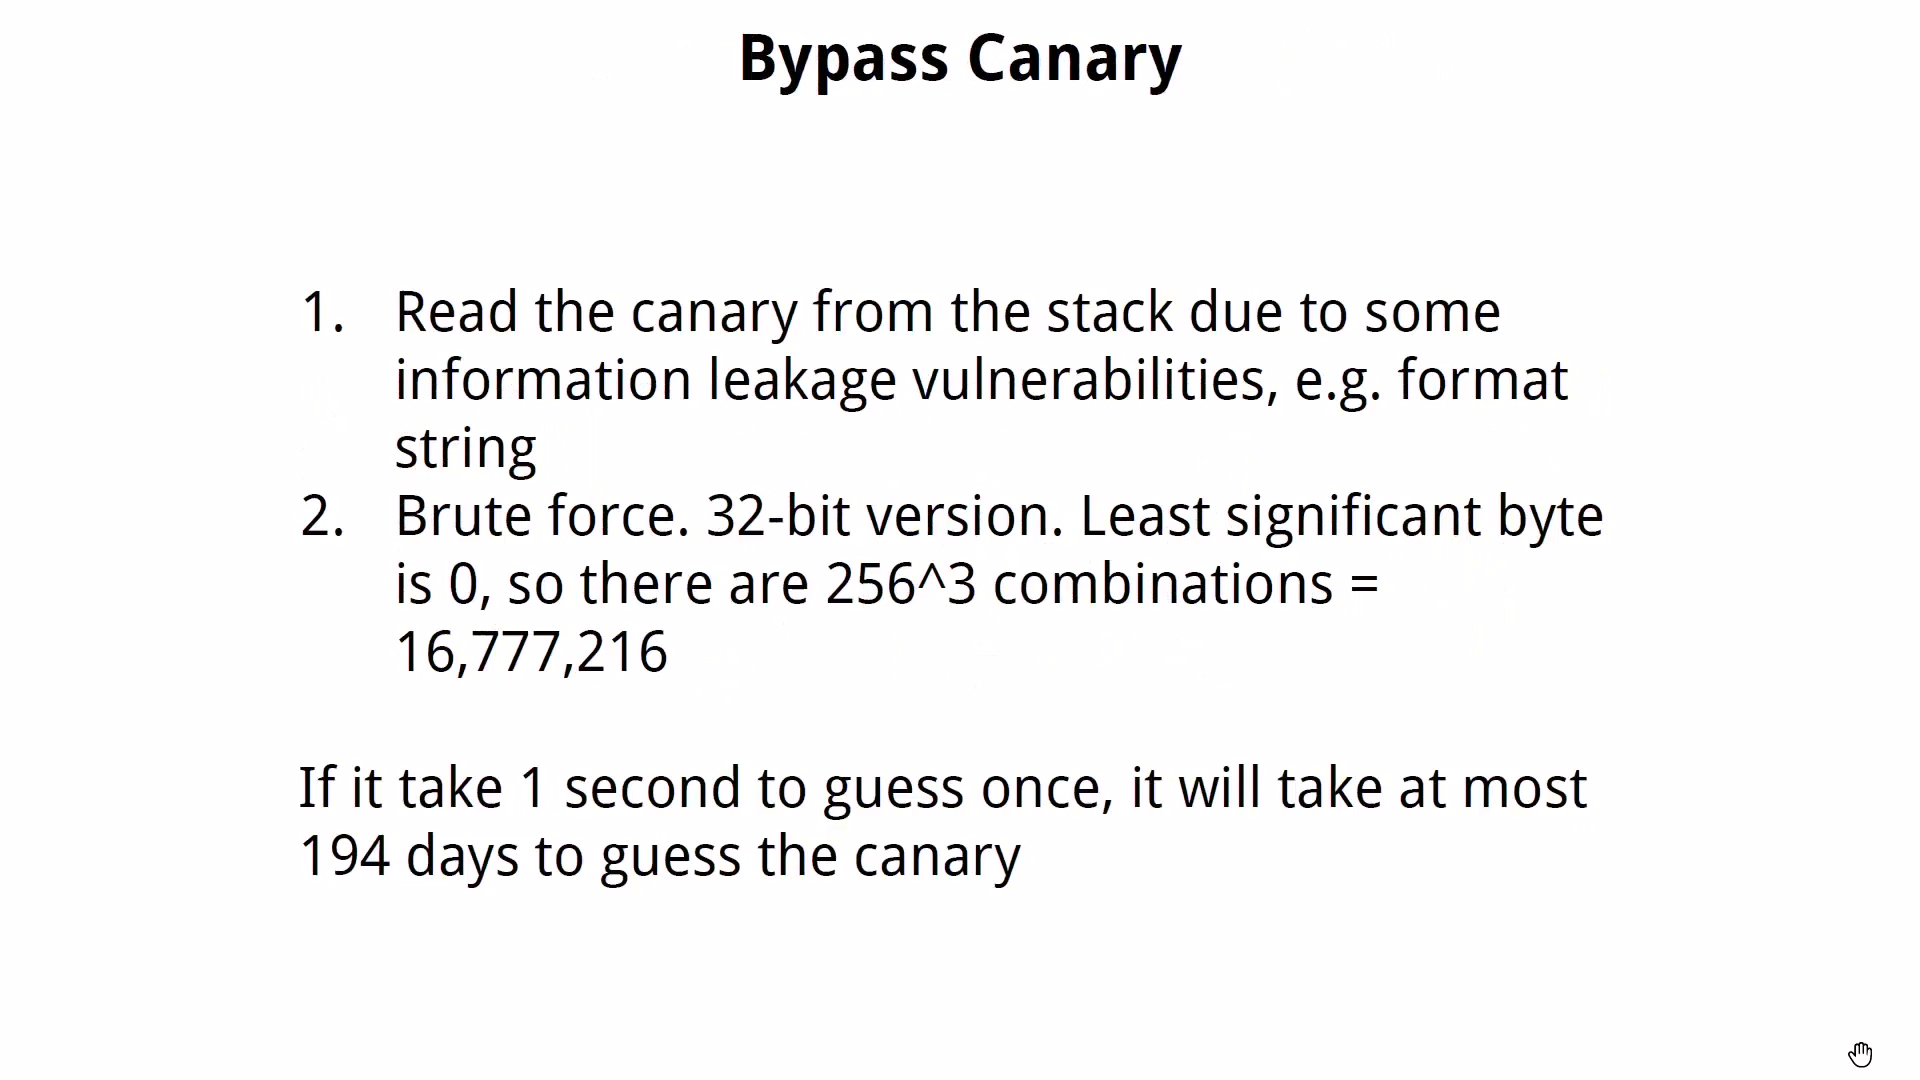 Bypass Canary
1. Read the canary from the stack due to some
information leakage vulnerabilities, e.g. format
string
2. Brute force. 32-bit version. Least significant byte
is 0, so there are 256^3 combinations =
16,777,216
If it take 1 second to guess once, it will take at most
194 days to guess the canary